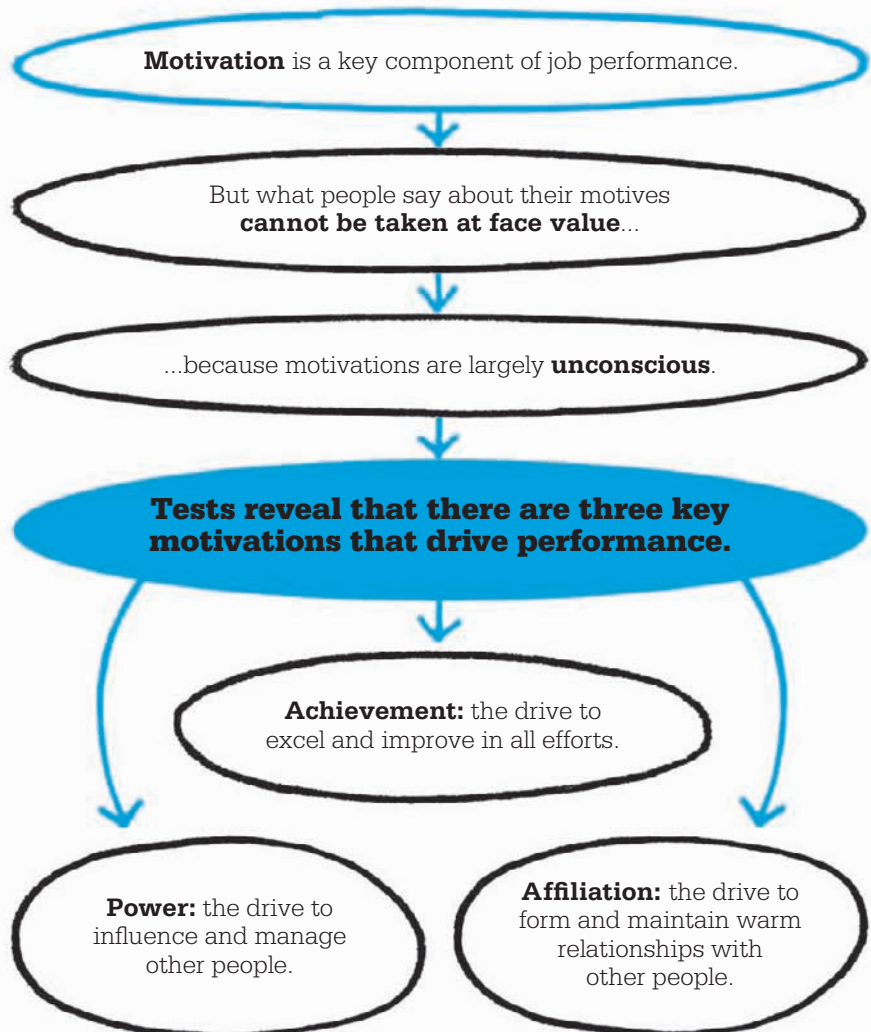 Motivation is a key component of job performance.
But what people say about their motives
cannot be taken at face value...
...because motivations are largely unconscious.
Tests reveal that there are three key
motivations that drive performance.
Achievement: the drive to
excel and improve in all efforts.
Power: the drive to
influence and manage
other people.
Affiliation: the drive to
form and maintain warm
relationships with
other people.